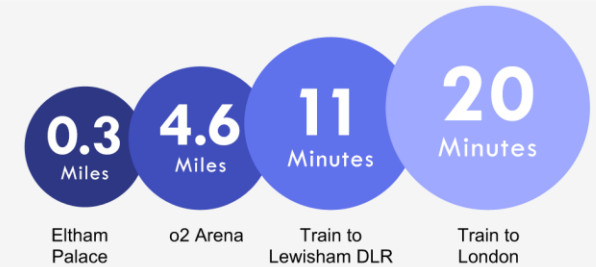 0.3
Miles
4.6
Miles
11
Minutes
20
Minutes
Eltham
Palace
o2 Arena
Train to
Lewisham DLR
Train to
London